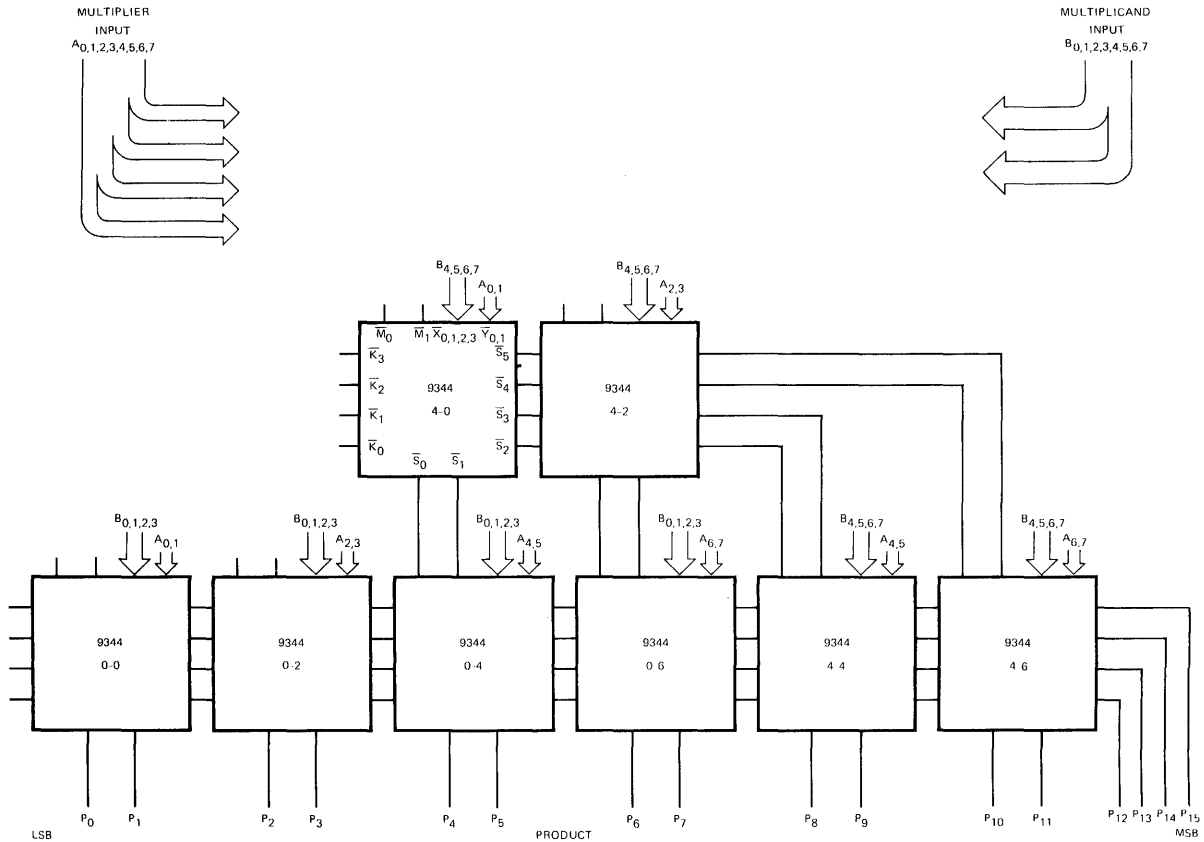 MULTIPLIER
INPUT
A0,1,2,3,4,5,6,7
MULTIPLICAND
INPUT
B0,1,2,3,4,5,6,7
B4,5,6,7
A0,1
B4,5,6,7
A2,3
M̅0 M̅1 X̅0,1,2,3 Y̅0,1
K̅3 S̅5
K̅2 9344 S̅4
K̅1 4-0 S̅3
K̅0 S̅2
S̅0 S̅1
9344
4-2
B0,1,2,3
A0,1
B0,1,2,3
A2,3
B0,1,2,3
A4,5
B0,1,2,3
A6,7
B4,5,6,7
A4,5
B4,5,6,7
A6,7
9344
0-0
9344
0-2
9344
0-4
9344
0 6
9344
4 4
9344
4 6
P0 P1 P2 P3 P4 P5 P6 P7 P8 P9 P10 P11 P12 P13 P14 P15
LSB PRODUCT MSB